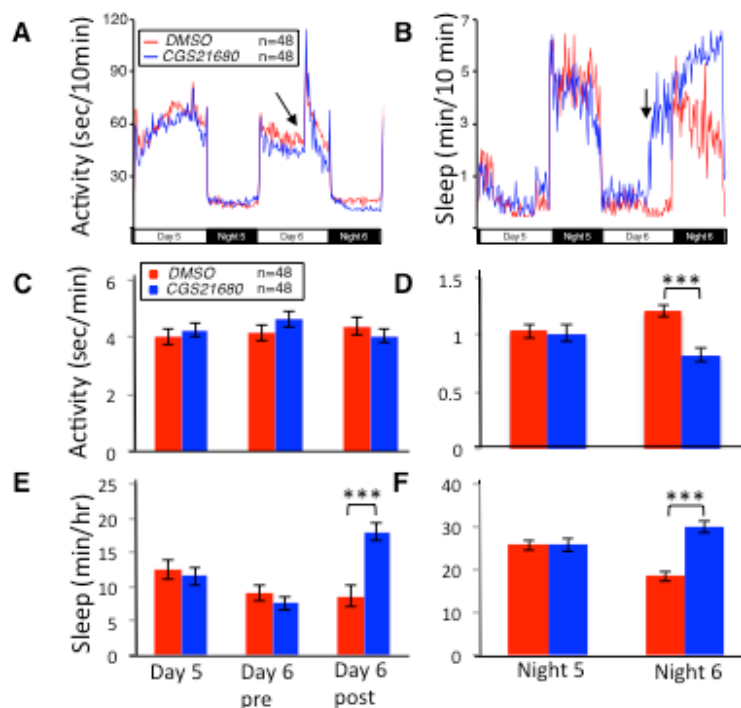 A
Activity (sec/10min)
120
90
60
30
DMSO n=48
CGS21680 n=48
Day 5
Night 5
Day 6
Night 6
B
Sleep (min/10 min)
7
5
3
1
Day 5
Night 5
Day 6
Night 6
C
Activity (sec/min)
6
4
2
0
DMSO n=48
CGS21680 n=48
D
1.5
1
0.5
0
***
E
Sleep (min/hr)
25
20
15
10
5
0
***
Day 5
Day 6
pre
Day 6
post
F
40
30
20
10
0
***
Night 5
Night 6